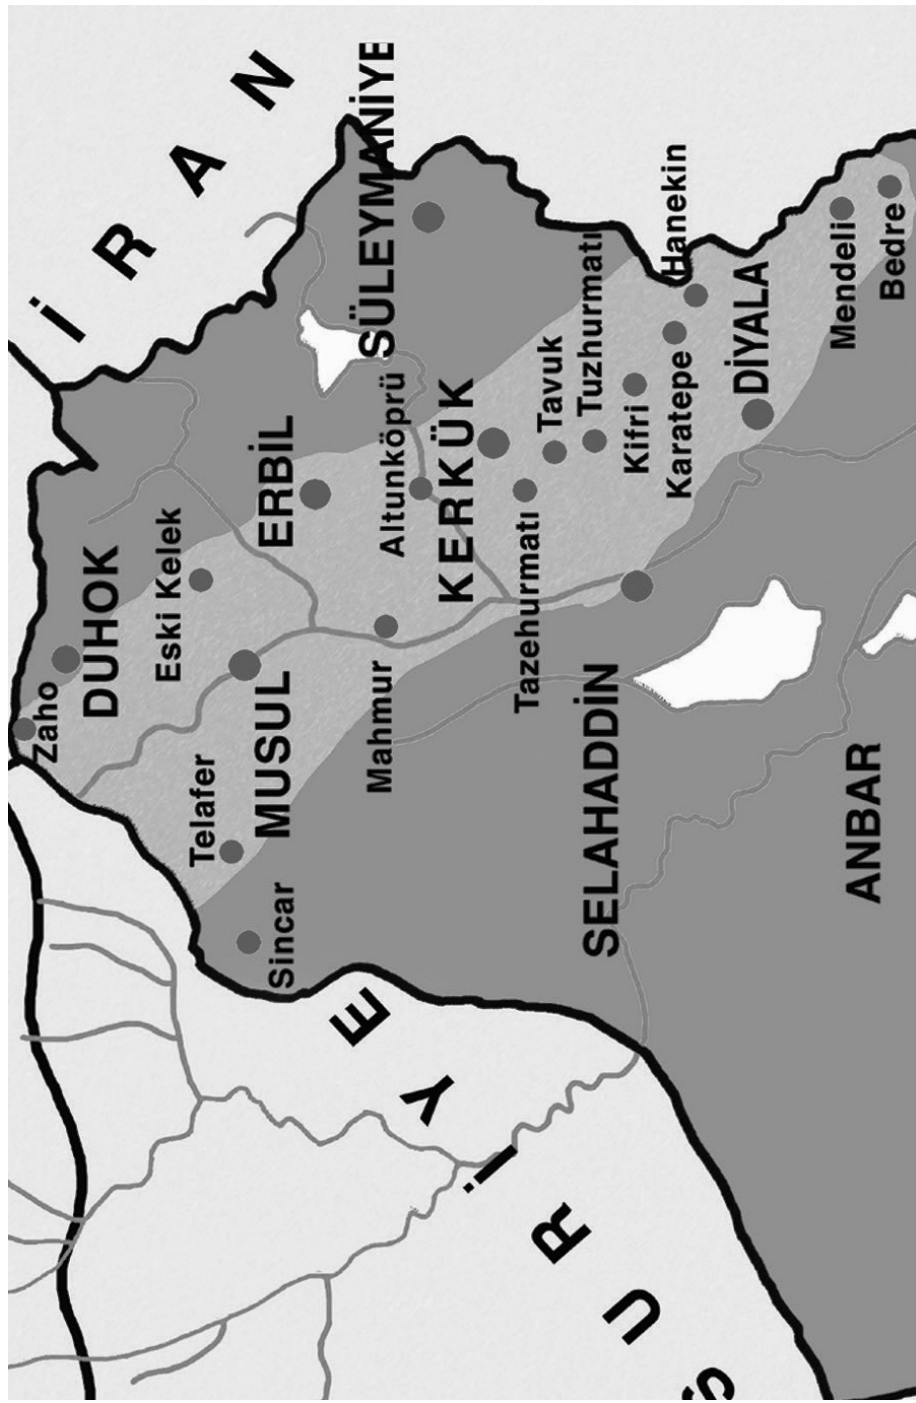 SURİYE
İRAN
Zaho
DUHOK
Eski Kelek
Telafer
MUSUL
Sincar
ERBİL
SÜLEYMANİYE
Mahmur
Altunköprü
KERKÜK
Tazehurmatı
Tavuk
Tuzhurmatı
Kifri
Karatepe
Hanekin
DİYALA
Mendeli
Bedre
SELAHADDİN
ANBAR